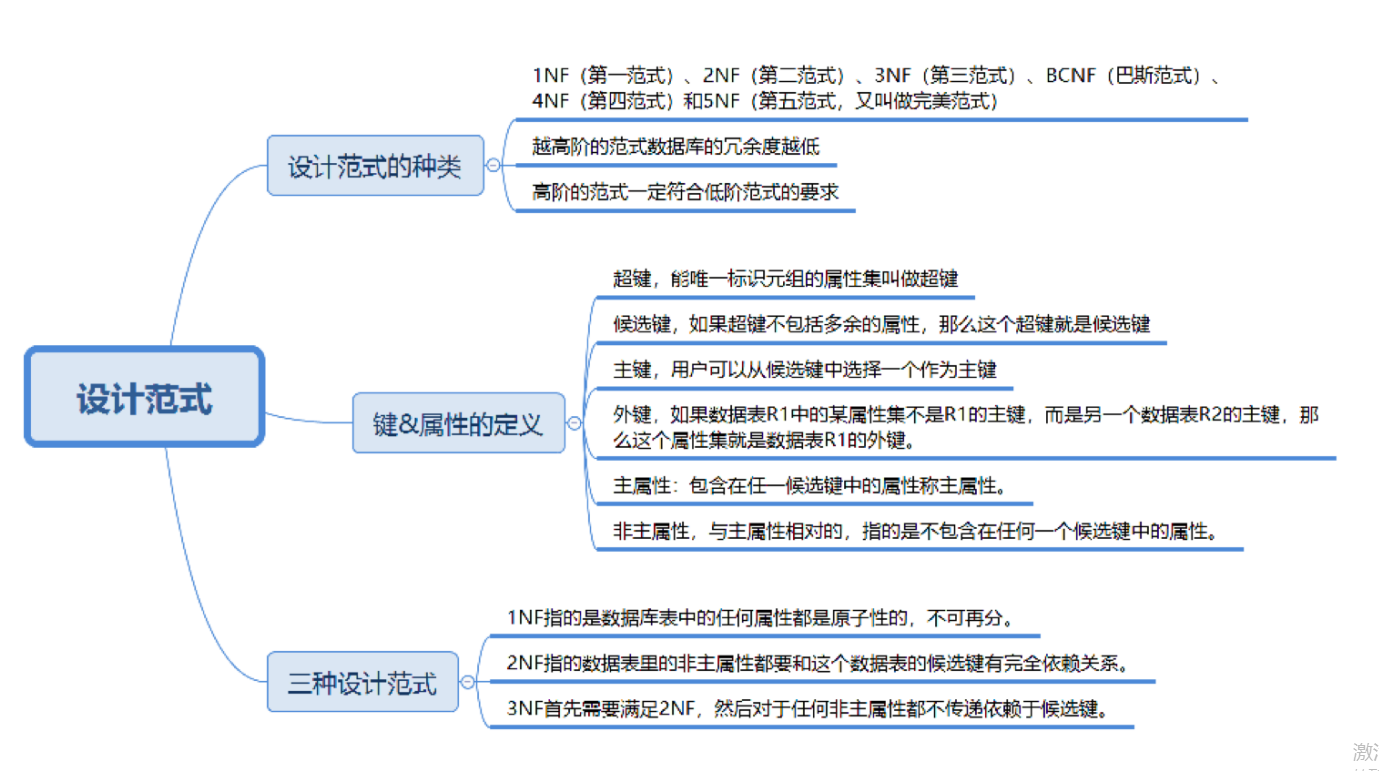 1NF（第一范式）、2NF（第二范式）、3NF（第三范式）、BCNF（巴斯范式）、
4NF（第四范式）和5NF（第五范式，又叫做完美范式）
设计范式的种类
越高阶的范式数据库的冗余度越低
高阶的范式一定符合低阶范式的要求
设计范式
键&属性的定义
超键，能唯一标识元组的属性集叫做超键
候选键，如果超键不包括多余的属性，那么这个超键就是候选键
主键，用户可以从候选键中选择一个作为主键
外键，如果数据表R1中的某属性集不是R1的主键，而是另一个数据表R2的主键，那
么这个属性集就是数据表R1的外键。
主属性：包含在任一候选键中的属性称主属性。
非主属性，与主属性相对的，指的是不包含在任何一个候选键中的属性。
三种设计范式
1NF指的是数据库表中的任何属性都是原子性的，不可再分。
2NF指的数据表里的非主属性都要和这个数据表的候选键有完全依赖关系。
3NF首先需要满足2NF，然后对于任何非主属性都不传递依赖于候选键。
激